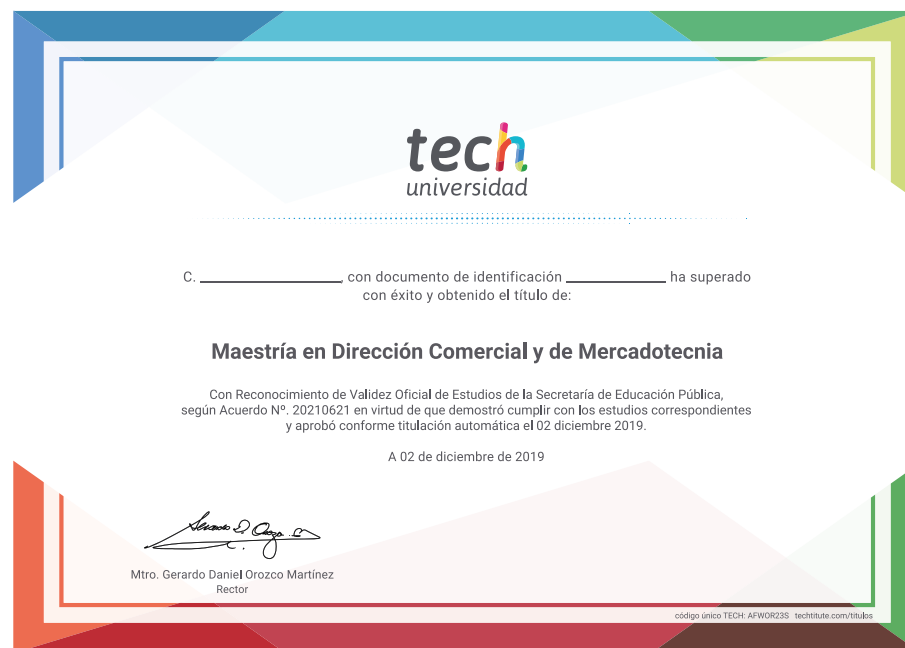 tech
universidad
C. ____________________, con documento de identificación ______________ ha superado
con éxito y obtenido el título de:
Maestría en Dirección Comercial y de Mercadotecnia
Con Reconocimiento de Validez Oficial de Estudios de la Secretaría de Educación Pública,
según Acuerdo Nº. 20210621 en virtud de que demostró cumplir con los estudios correspondientes
y aprobó conforme titulación automática el 02 diciembre 2019.
A 02 de diciembre de 2019
Mtro. Gerardo Daniel Orozco Martínez
Rector
código único TECH: AFWOR23S techtitute.com/titulos